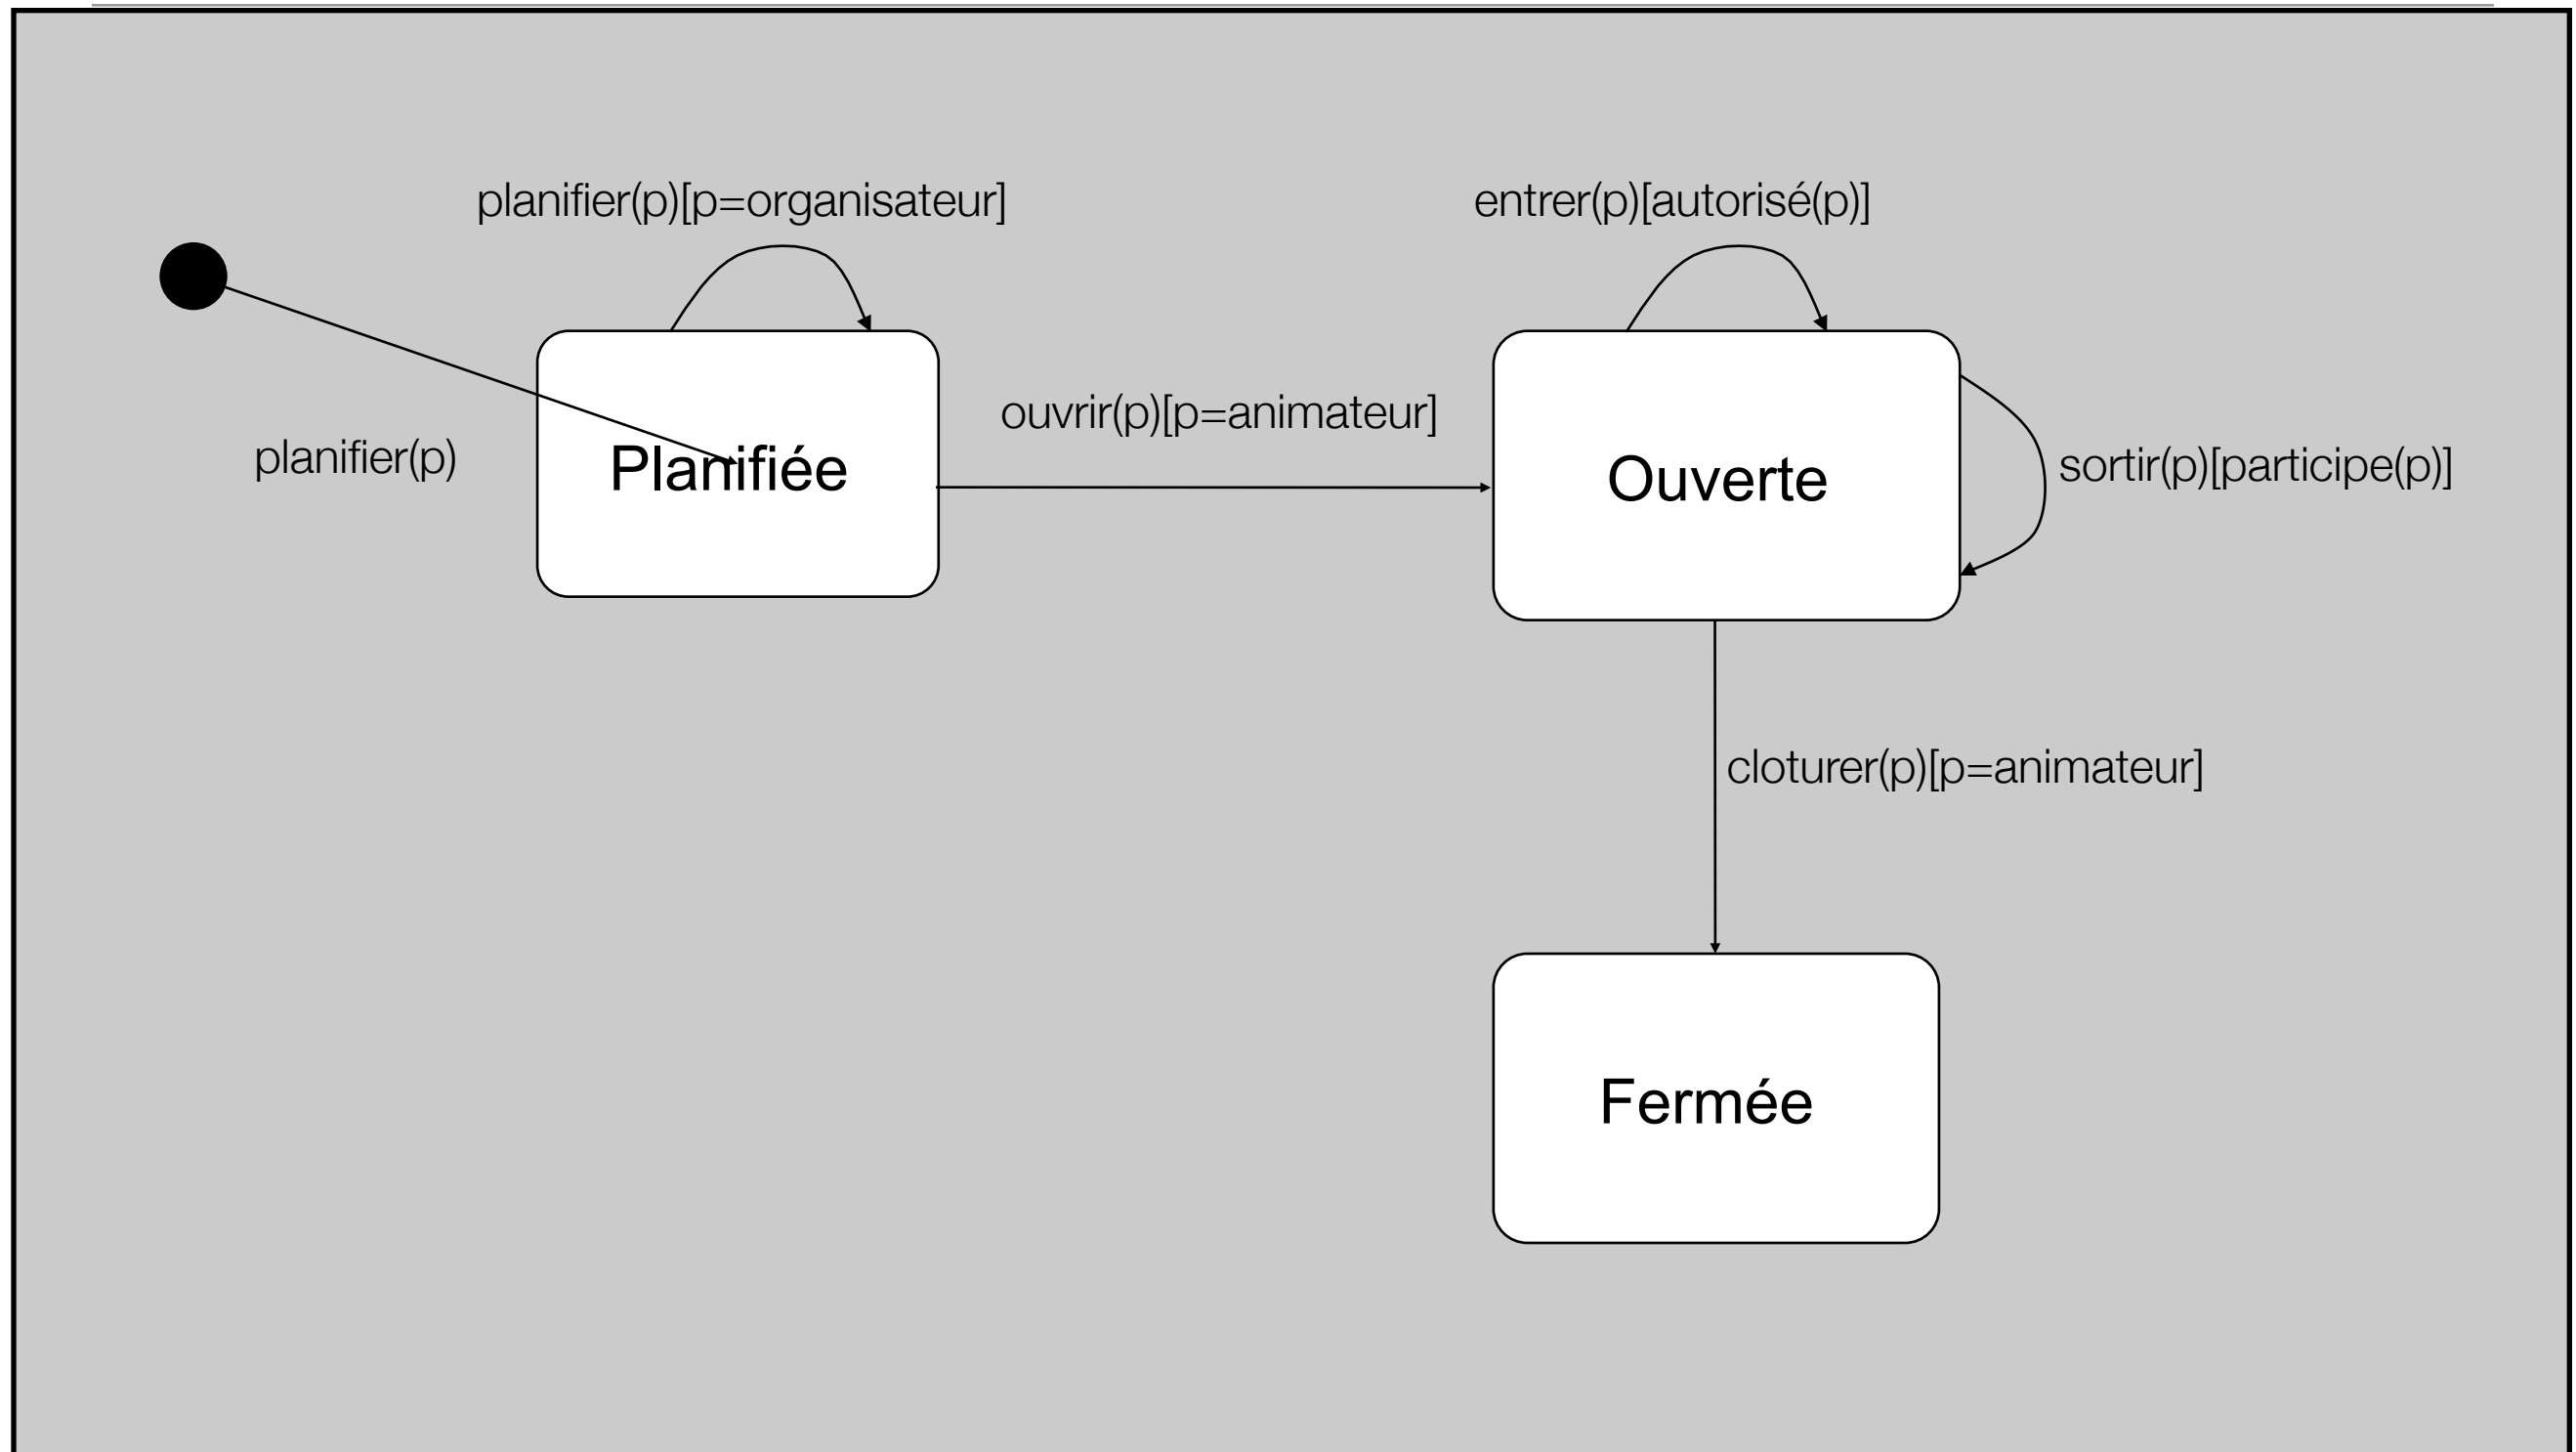 planifier(p)[p=organisateur]
entrer(p)[autorisé(p)]
ouvrir(p)[p=animateur]
planifier(p)
Planifiée
Ouverte
sortir(p)[participe(p)]
cloturer(p)[p=animateur]
Fermée